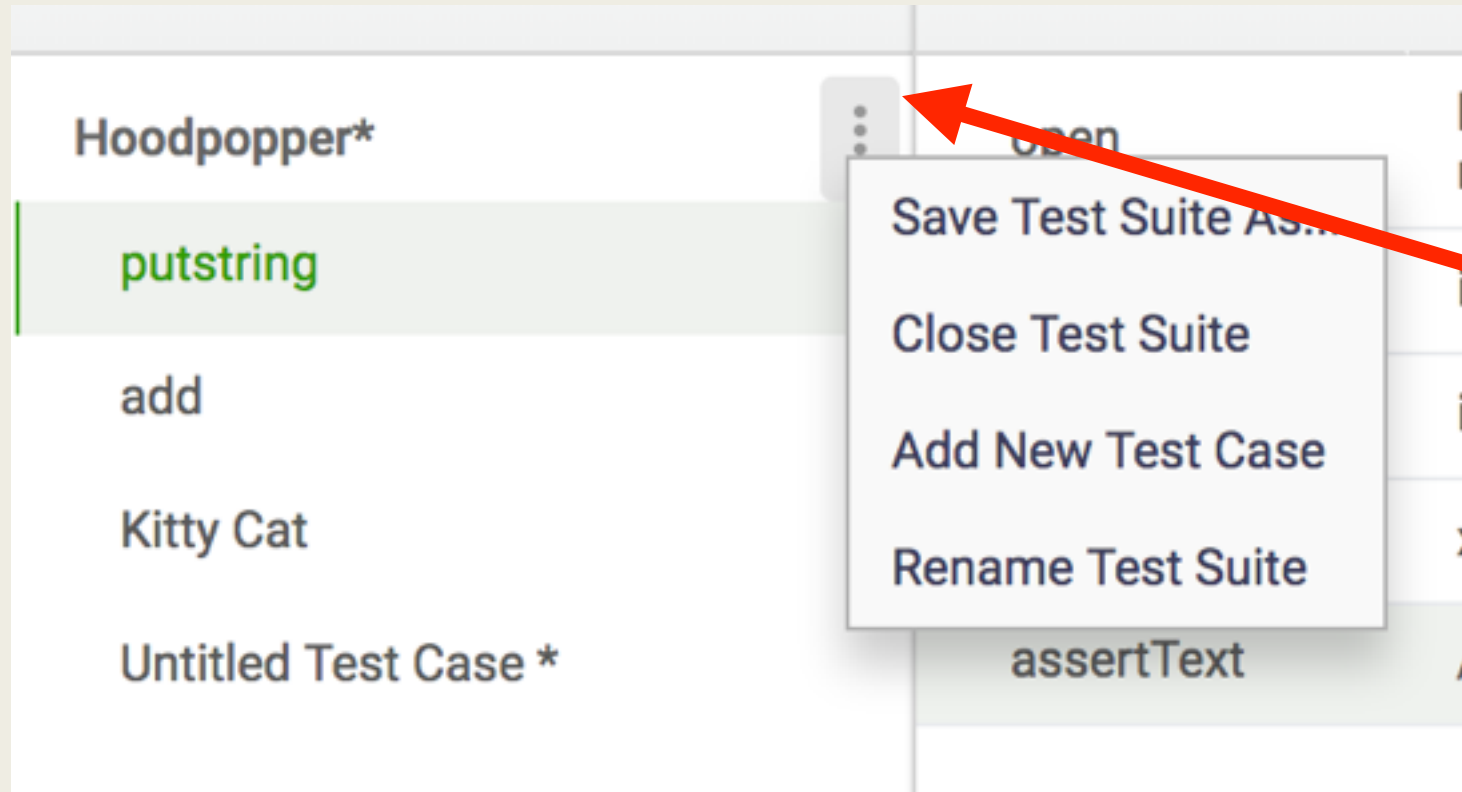 Hoodpopper*
open
putstring
Save Test Suite As...
Close Test Suite
add
Add New Test Case
Kitty Cat
Rename Test Suite
Untitled Test Case *
assertText